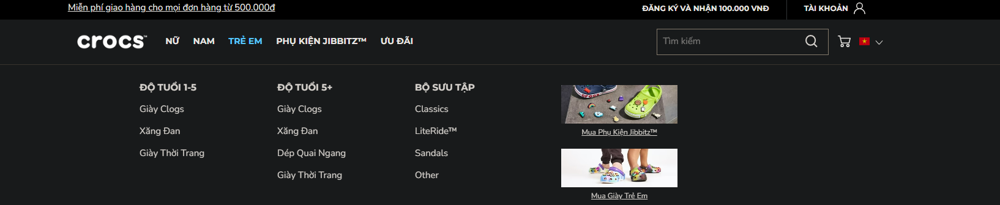 Miễn phí giao hàng cho mọi đơn hàng từ 500.000đ
ĐĂNG KÝ VÀ NHẬN 100.000 VNĐ
TÀI KHOẢN
crocs™
NỮ
NAM
TRẺ EM
PHỤ KIỆN JIBBITZ™
ƯU ĐÃI
Tìm kiếm
ĐỘ TUỔI 1-5
Giày Clogs
Xăng Đan
Giày Thời Trang
ĐỘ TUỔI 5+
Giày Clogs
Xăng Đan
Dép Quai Ngang
Giày Thời Trang
BỘ SƯU TẬP
Classics
LiteRide™
Sandals
Other
Mua Phụ Kiện Jibbitz™
Mua Giày Trẻ Em